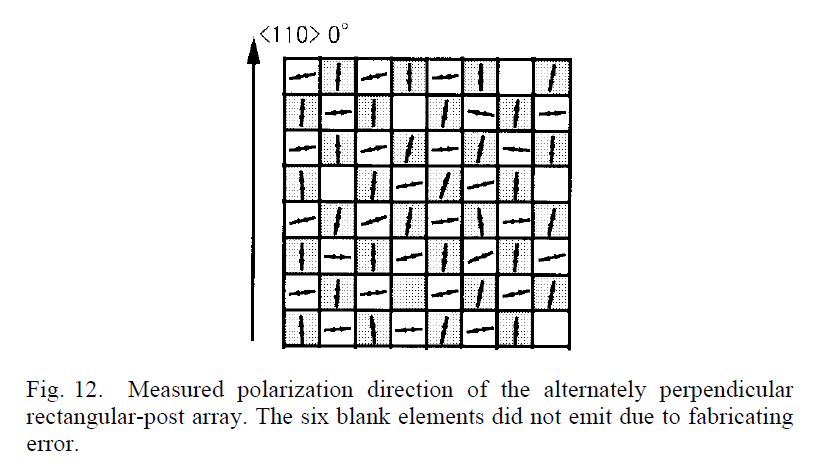 <110> 0°
Fig. 12. Measured polarization direction of the alternately perpendicular
rectangular-post array. The six blank elements did not emit due to fabricating
error.